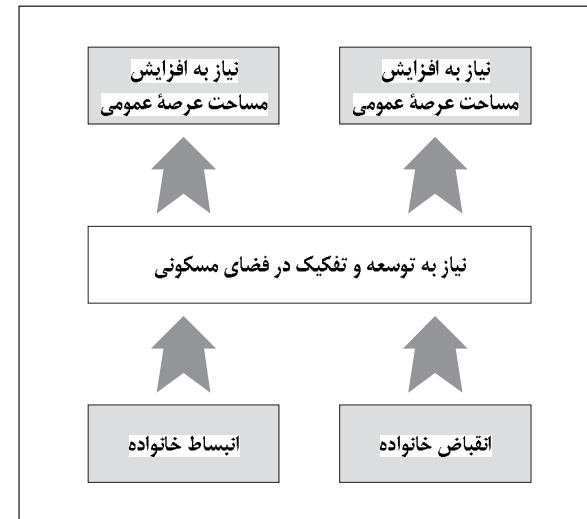 نیاز به افزایش
مساحت عرصهٔ عمومی
نیاز به افزایش
مساحت عرصهٔ عمومی
نیاز به توسعه و تفکیک در فضای مسکونی
انقباض خانواده
انبساط خانواده